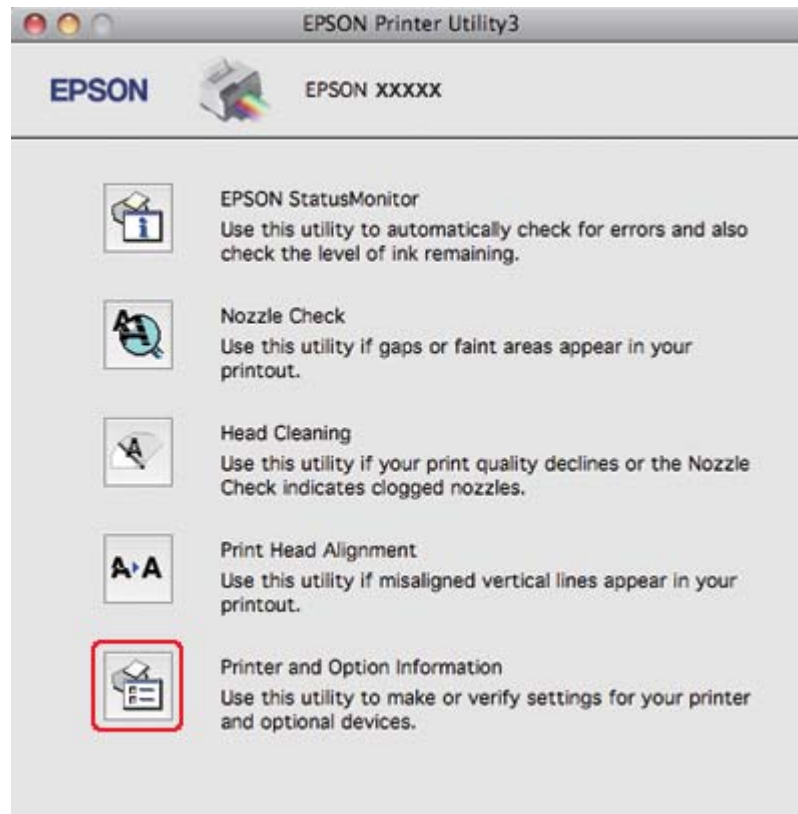 EPSON Printer Utility3
EPSON
EPSON XXXXX
EPSON StatusMonitor
Use this utility to automatically check for errors and also
check the level of ink remaining.
Nozzle Check
Use this utility if gaps or faint areas appear in your
printout.
Head Cleaning
Use this utility if your print quality declines or the Nozzle
Check indicates clogged nozzles.
A A
Print Head Alignment
Use this utility if misaligned vertical lines appear in your
printout.
Printer and Option Information
Use this utility to make or verify settings for your printer
and optional devices.